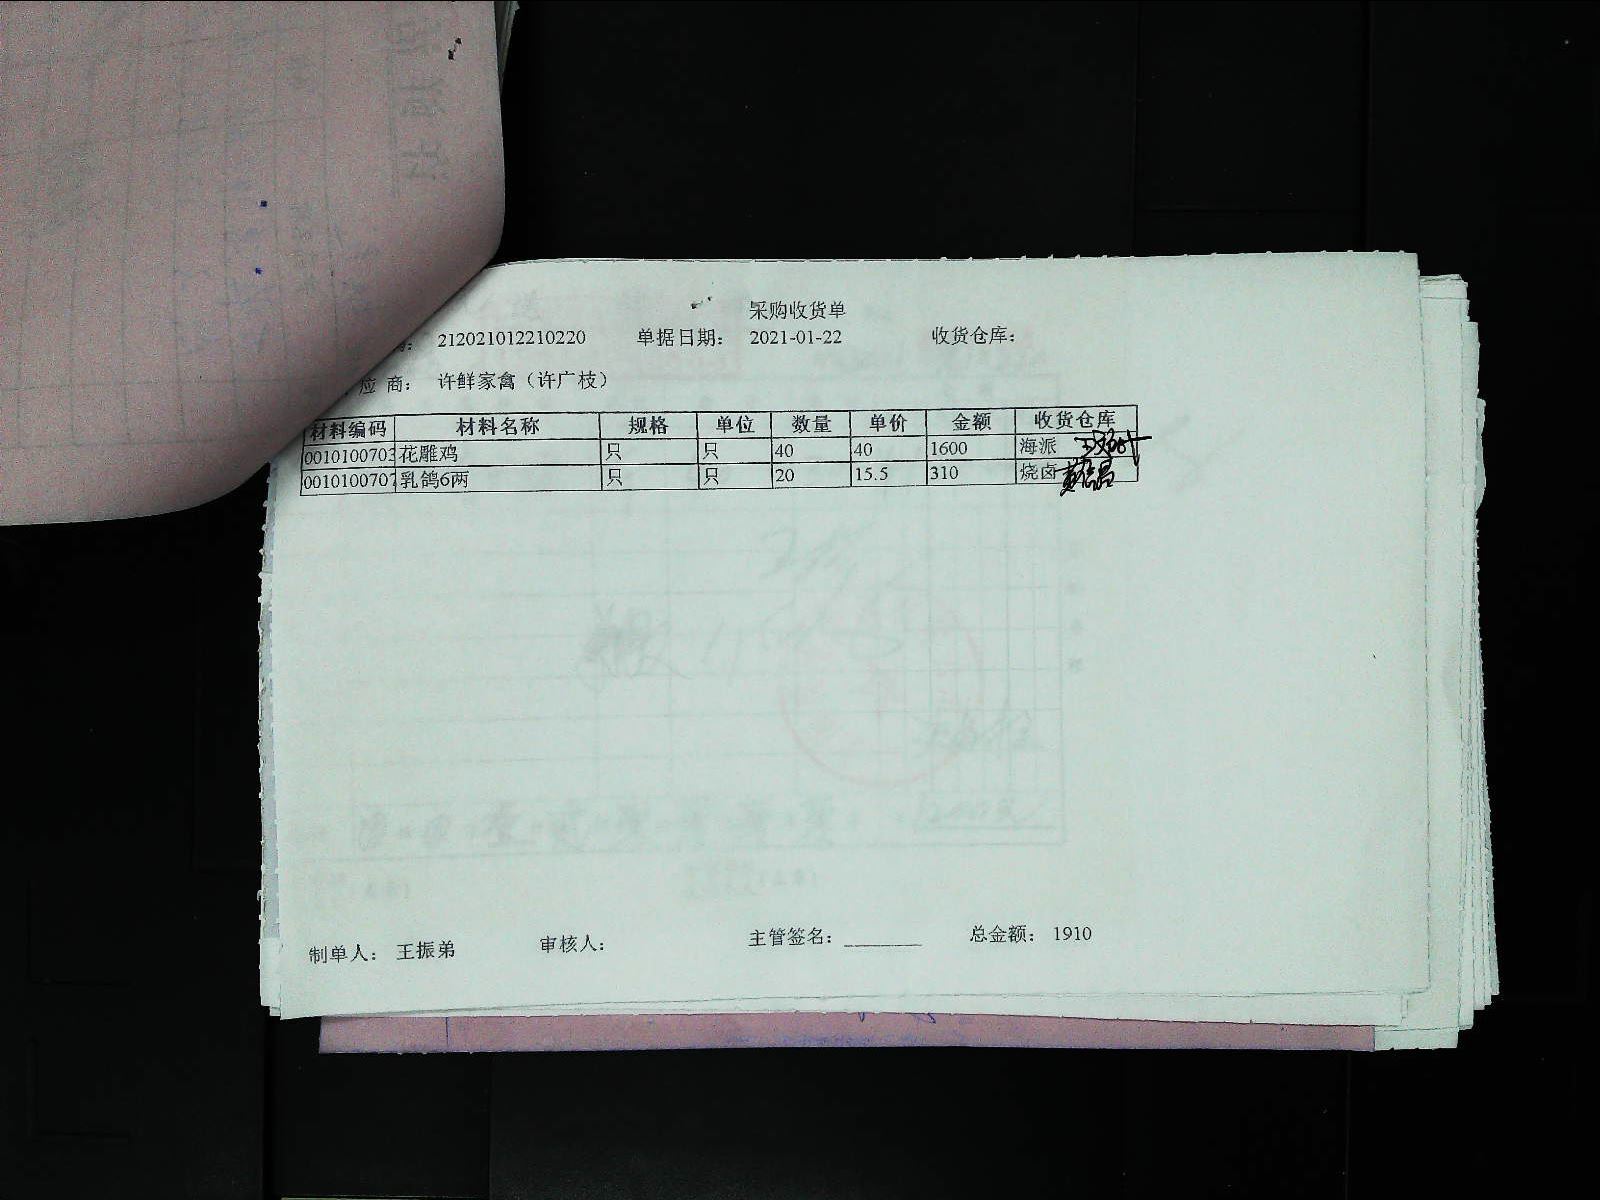 采购收货单
212021012210220 单据日期： 2021-01-22 收货仓库：
应 商： 许鲜家禽（许广枝）
材料编码 材料名称 规格 单位 数量 单价 金额 收货仓库
0010100703 花雕鸡 只 只 40 40 1600 海派
0010100707 乳鸽6两 只 只 20 15.5 310 烧卤
制单人： 王振弟 审核人： 主管签名： 总金额： 1910